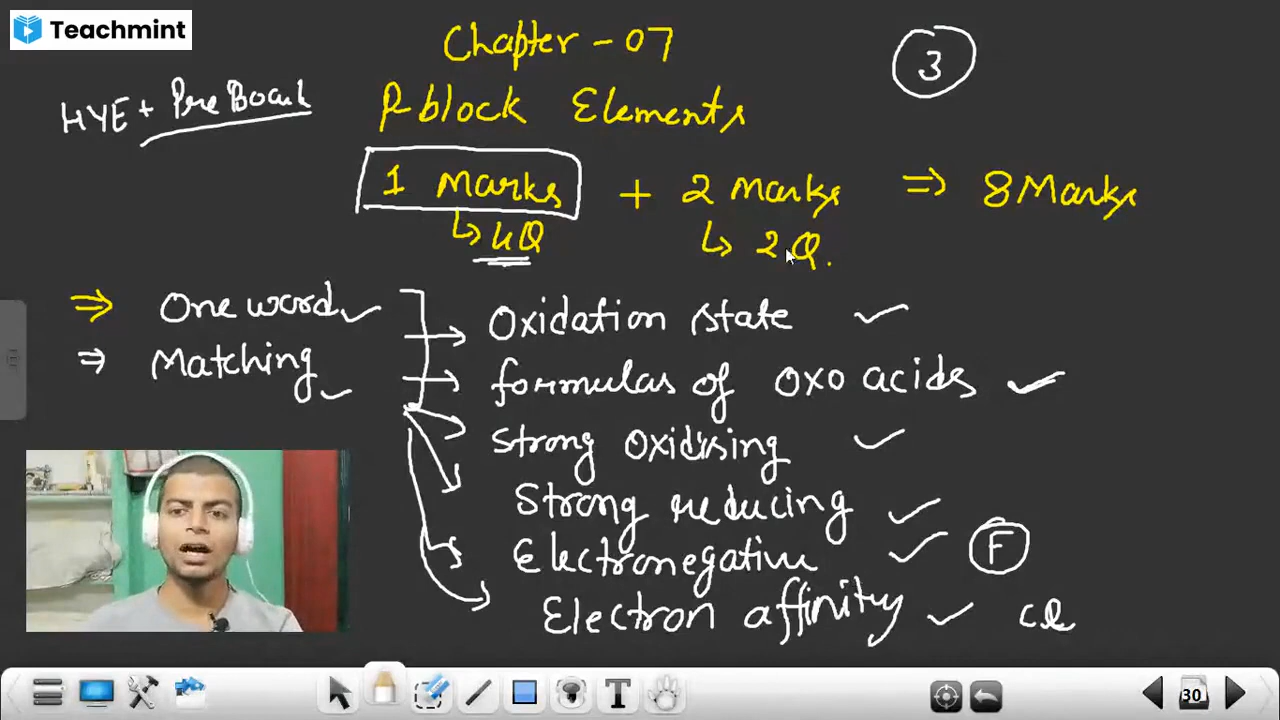 Teachmint
Chapter - 07
3
HYE + Pre Board
P-block Elements
1 Marks + 2 Marks ⇒ 8 Marks
↳ 4Q ↳ 2Q.
⇒ One word ✓ → Oxidation state ✓
⇒ Matching ✓ → formulas of oxo acids ✓
Strong Oxidising ✓
Strong reducing ✓
Electronegative ✓ F
Electron affinity ✓ Cl
T
30